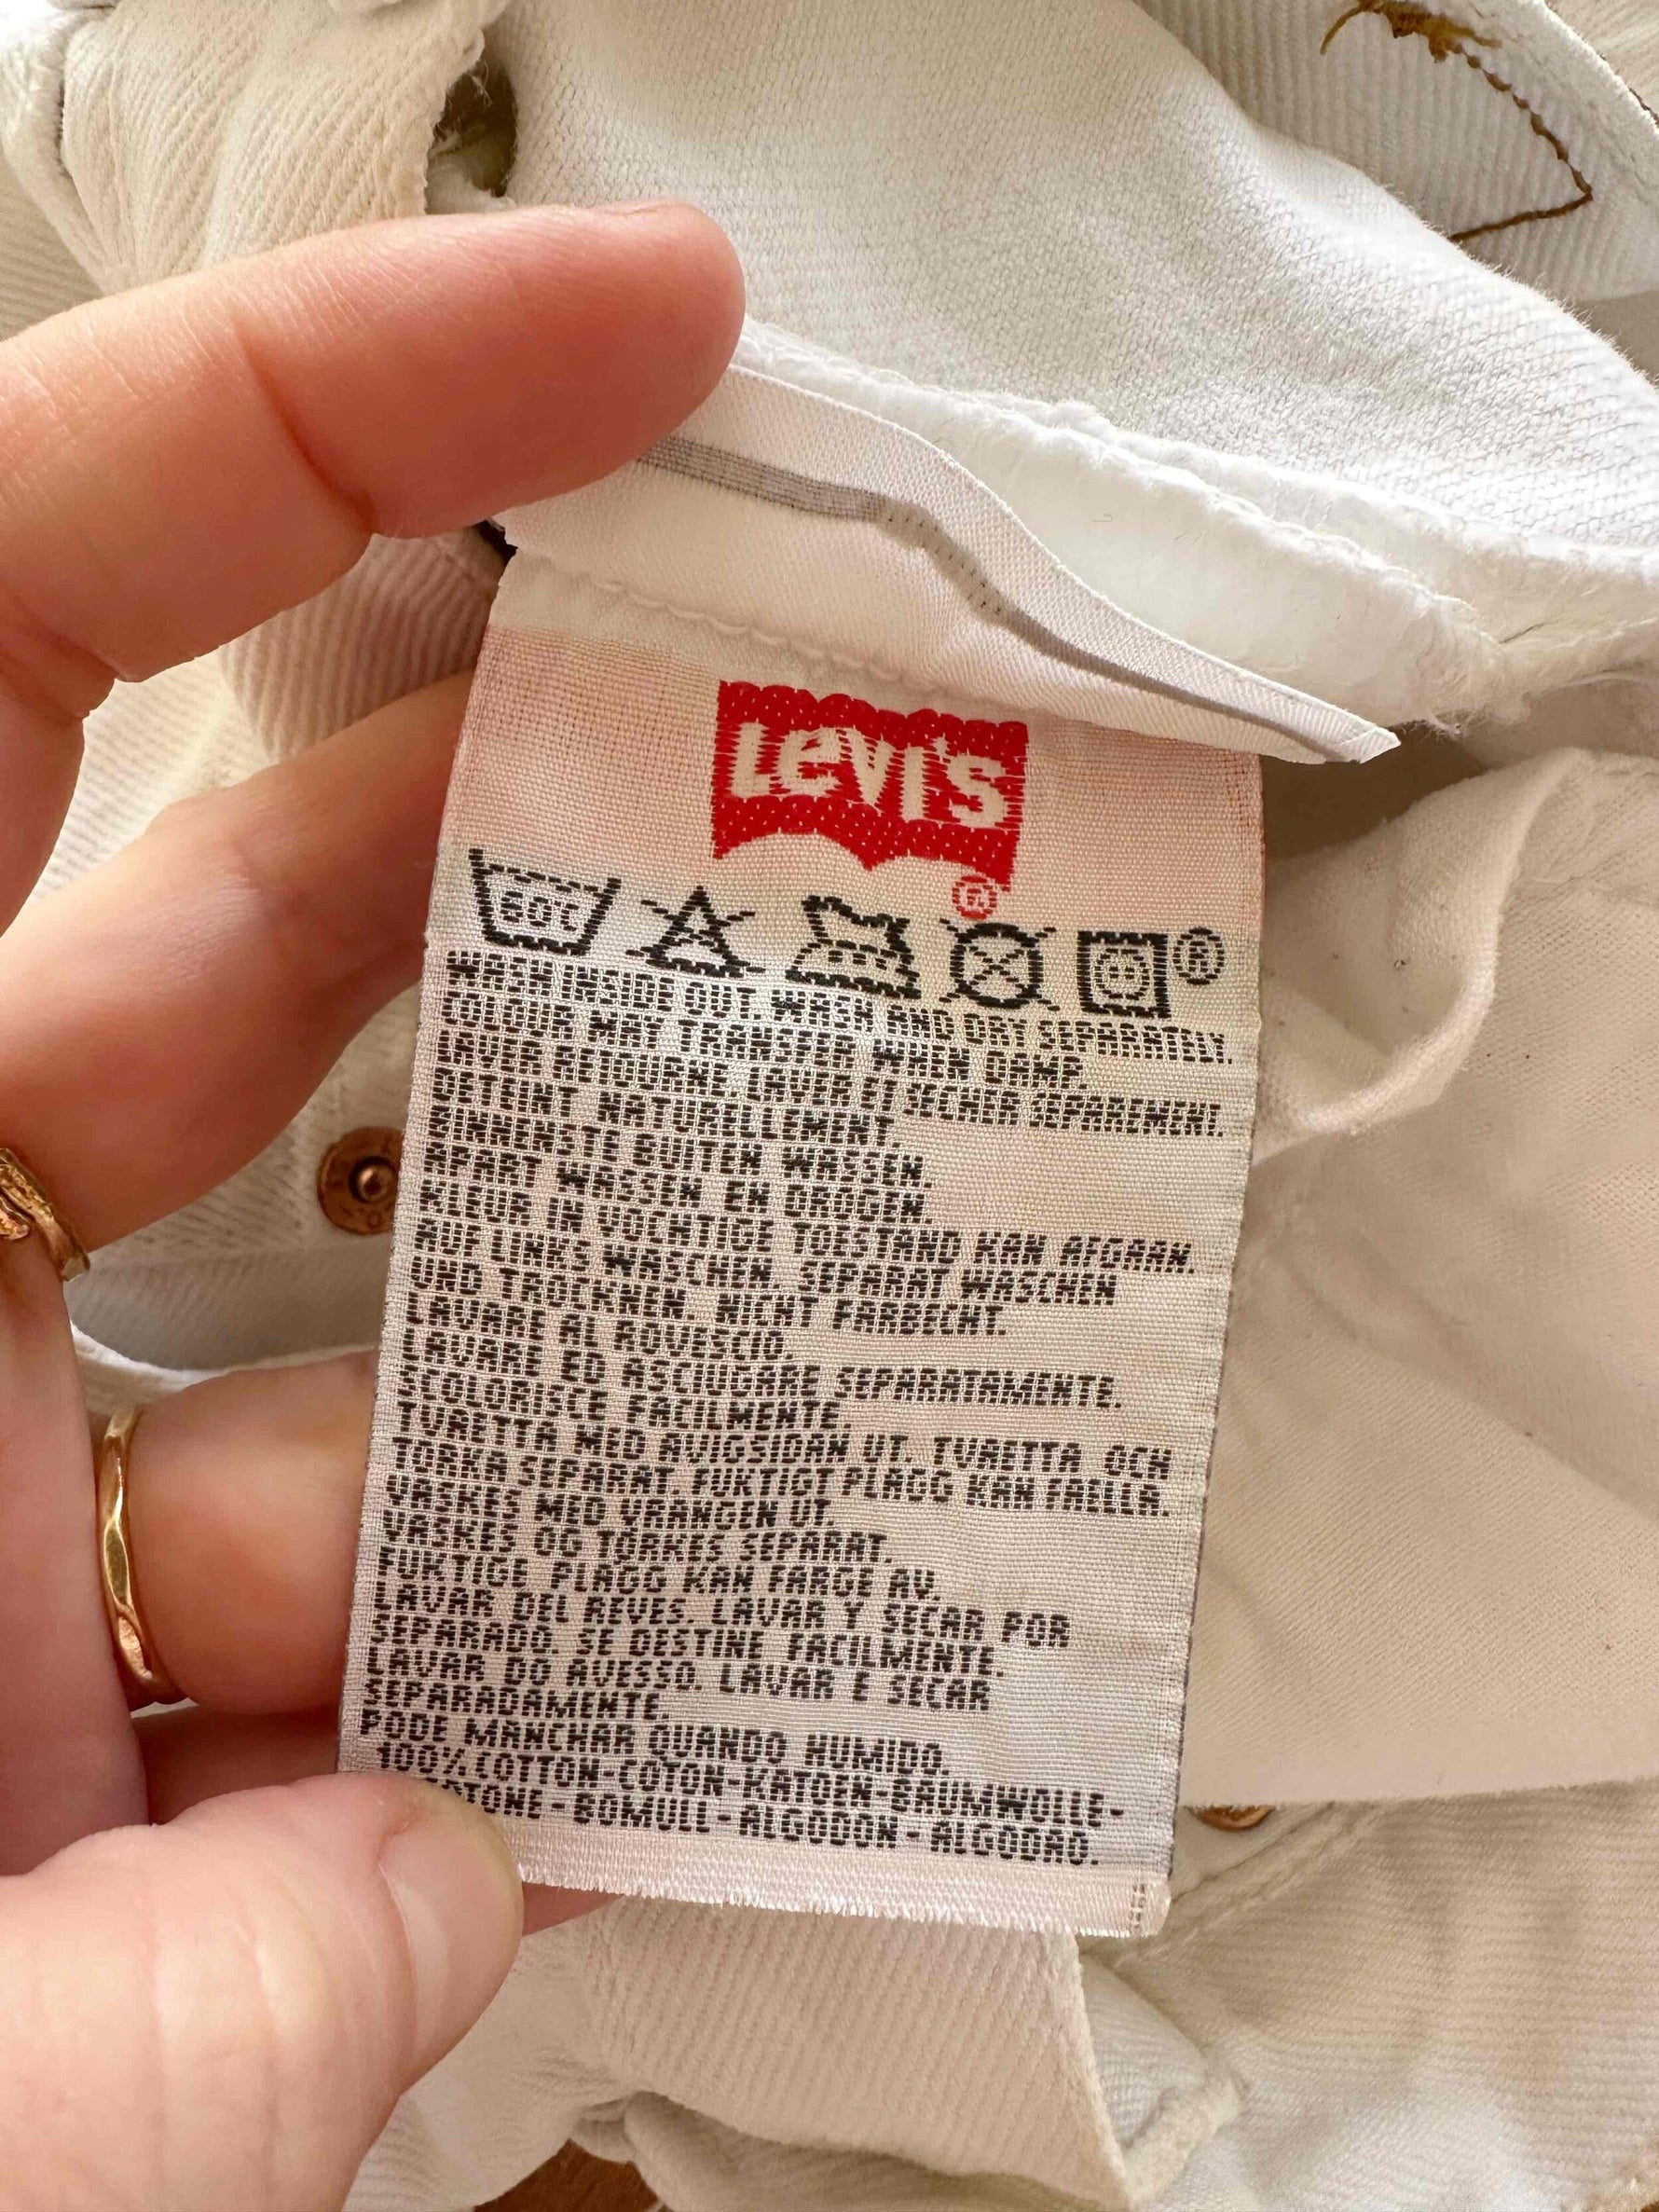 Levi's
®
60°C
®
WASH INSIDE OUT. WASH AND DRY SEPARATELY.
COLOUR MAY TRANSFER WHEN DAMP.
LAVER RETOURNE LAVER ET SECHER SEPAREMENT.
DETEINT NATURELLEMENT.
BINNENSTE BUITEN WASSEN.
APART WASSEN EN DROGEN.
KLEUR IN VOCHTIGE TOESTAND KAN AFGAAN.
AUF LINKS WASCHEN. SEPARAT WASCHEN
UND TROCKNEN. NICHT FARBECHT.
LAVARE AL ROVESCIO.
LAVARE ED ASCIUGARE SEPARATAMENTE.
SCOLORISCE FACILMENTE.
TVÄTTA MED AVIGSIDAN UT. TVÄTTA OCH
TORKA SEPARAT. FUKTIGT PLAGG KAN FÄLLA.
VASKES MED VRANGEN UT.
VASKES OG TØRKES SEPARAT.
FUKTIGE PLAGG KAN FARGE AV.
LAVAR DEL REVES. LAVAR Y SECAR POR
SEPARADO. SE DESTIÑE FACILMENTE.
LAVAR DO AVESSO. LAVAR E SECAR
SEPARADAMENTE.
PODE MANCHAR QUANDO HUMIDO.
100% COTTON-COTON-KATOEN-BAUMWOLLE-
OTONE-BOMULL-ALGODON-ALGODAO.